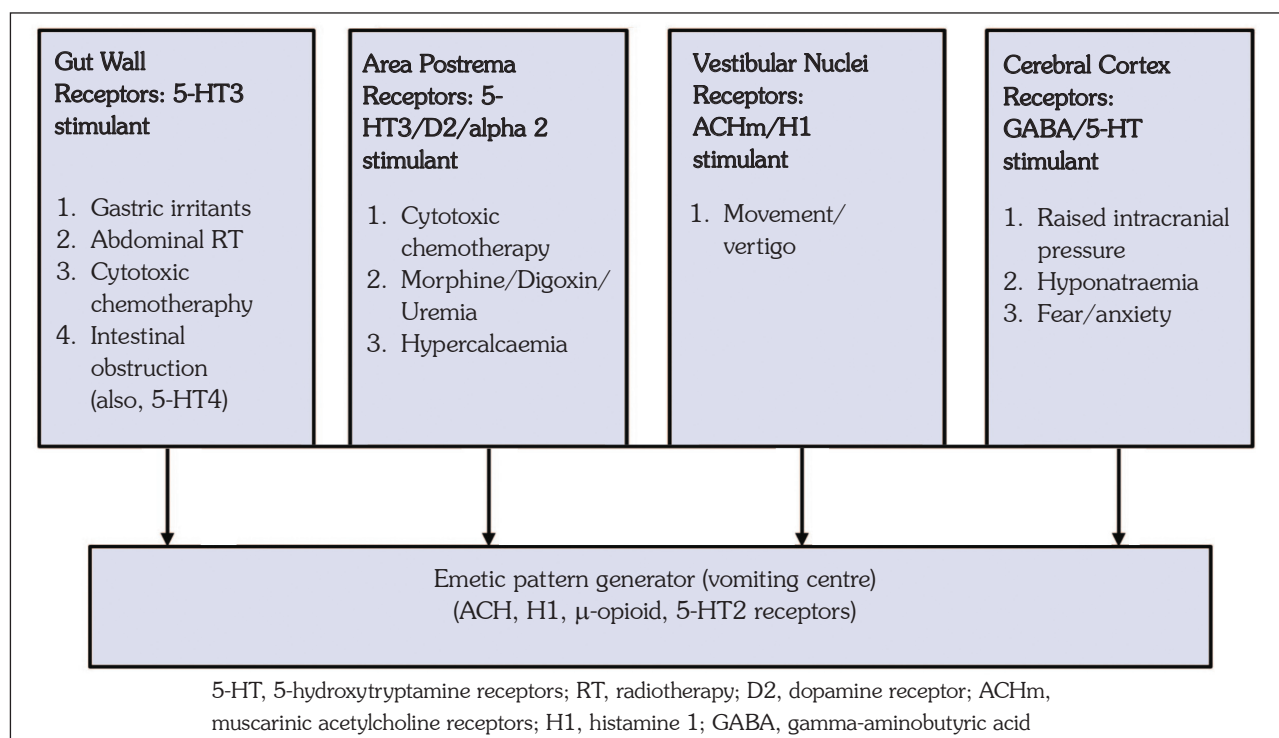 Gut Wall
Receptors: 5-HT3
stimulant
1. Gastric irritants
2. Abdominal RT
3. Cytotoxic
chemotheraphy
4. Intestinal
obstruction
(also, 5-HT4)
Area Postrema
Receptors: 5-
HT3/D2/alpha 2
stimulant
1. Cytotoxic
chemotherapy
2. Morphine/Digoxin/
Uremia
3. Hypercalcaemia
Vestibular Nuclei
Receptors:
ACHm/H1
stimulant
1. Movement/
vertigo
Cerebral Cortex
Receptors:
GABA/5-HT
stimulant
1. Raised intracranial
pressure
2. Hyponatraemia
3. Fear/anxiety
Emetic pattern generator (vomiting centre)
(ACH, H1, μ-opioid, 5-HT2 receptors)
5-HT, 5-hydroxytryptamine receptors; RT, radiotherapy; D2, dopamine receptor; ACHm,
muscarinic acetylcholine receptors; H1, histamine 1; GABA, gamma-aminobutyric acid